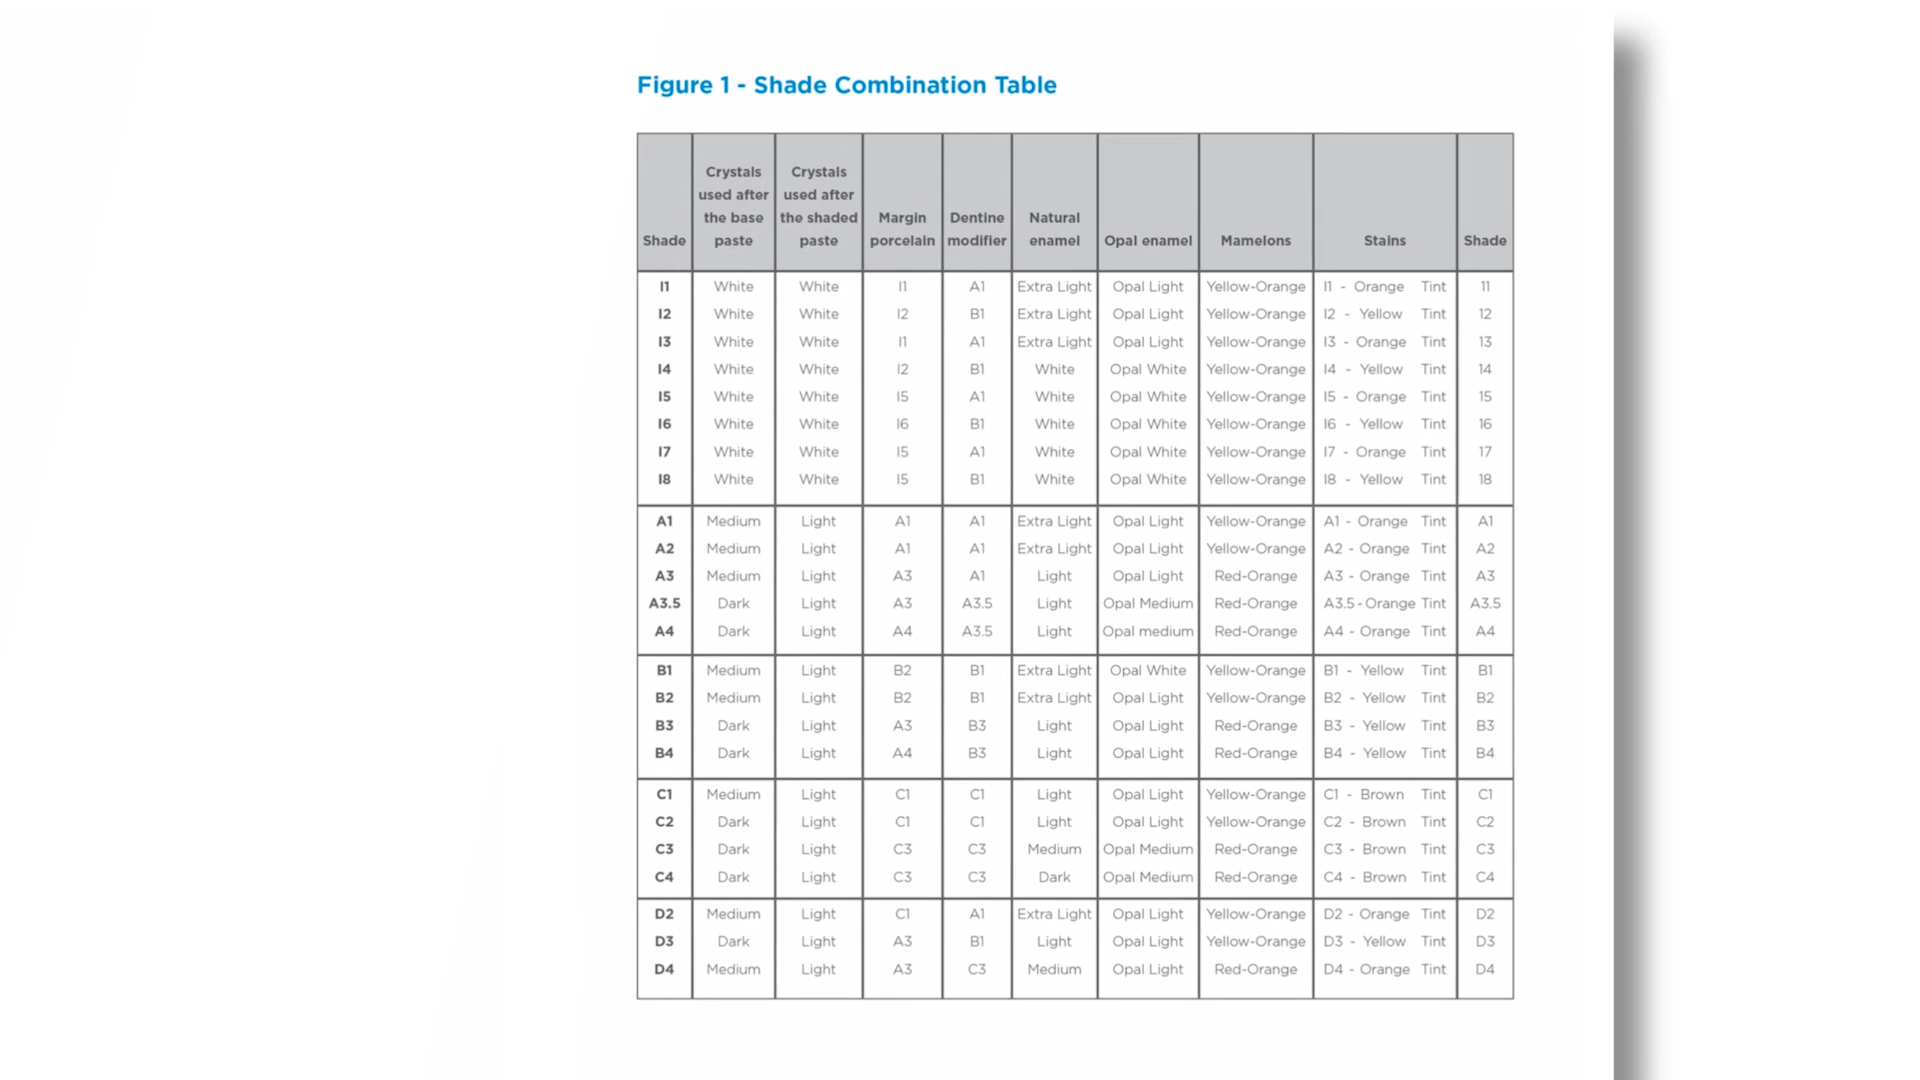 Figure 1 - Shade Combination Table
Shade Crystals used after the base paste Crystals used after the shaded paste Margin porcelain Dentine modifier Natural enamel Opal enamel Mamelons Stains Shade
I1 White White I1 A1 Extra Light Opal Light Yellow-Orange I1 - Orange Tint 11
I2 White White I2 B1 Extra Light Opal Light Yellow-Orange I2 - Yellow Tint 12
I3 White White I1 A1 Extra Light Opal Light Yellow-Orange I3 - Orange Tint 13
I4 White White I2 B1 White Opal White Yellow-Orange I4 - Yellow Tint 14
I5 White White I5 A1 White Opal White Yellow-Orange I5 - Orange Tint 15
I6 White White I6 B1 White Opal White Yellow-Orange I6 - Yellow Tint 16
I7 White White I5 A1 White Opal White Yellow-Orange I7 - Orange Tint 17
I8 White White I5 B1 White Opal White Yellow-Orange I8 - Yellow Tint 18
A1 Medium Light A1 A1 Extra Light Opal Light Yellow-Orange A1 - Orange Tint A1
A2 Medium Light A1 A1 Extra Light Opal Light Yellow-Orange A2 - Orange Tint A2
A3 Medium Light A3 A1 Light Opal Light Red-Orange A3 - Orange Tint A3
A3.5 Dark Light A3 A3.5 Light Opal Medium Red-Orange A3.5 - Orange Tint A3.5
A4 Dark Light A4 A3.5 Light Opal medium Red-Orange A4 - Orange Tint A4
B1 Medium Light B2 B1 Extra Light Opal White Yellow-Orange B1 - Yellow Tint B1
B2 Medium Light B2 B1 Extra Light Opal Light Yellow-Orange B2 - Yellow Tint B2
B3 Dark Light A3 B3 Light Opal Light Red-Orange B3 - Yellow Tint B3
B4 Dark Light A4 B3 Light Opal Light Red-Orange B4 - Yellow Tint B4
C1 Medium Light C1 C1 Light Opal Light Yellow-Orange C1 - Brown Tint C1
C2 Dark Light C1 C1 Light Opal Light Yellow-Orange C2 - Brown Tint C2
C3 Dark Light C3 C3 Medium Opal Medium Red-Orange C3 - Brown Tint C3
C4 Dark Light C3 C3 Dark Opal Medium Red-Orange C4 - Brown Tint C4
D2 Medium Light C1 A1 Extra Light Opal Light Yellow-Orange D2 - Orange Tint D2
D3 Dark Light A3 B1 Light Opal Light Yellow-Orange D3 - Yellow Tint D3
D4 Medium Light A3 C3 Medium Opal Light Red-Orange D4 - Orange Tint D4